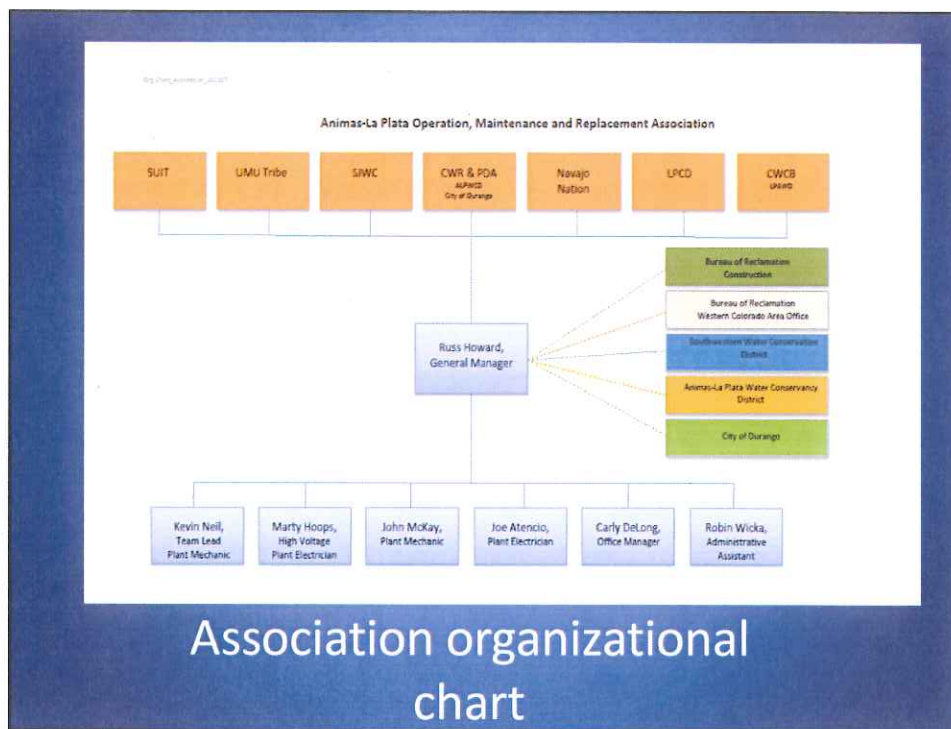 Animas-La Plata Operation, Maintenance and Replacement Association
SUIT
UMU Tribe
SJWC
CWR & PDA
ALPWCD
City of Durango
Navajo
Nation
LPCD
CWCB
Bureau of Reclamation
Construction
Bureau of Reclamation
Western Colorado Area Office
Southwestern Water Conservation
District
Animas-La Plata Water Conservancy
District
City of Durango
Russ Howard,
General Manager
Kevin Neil,
Team Lead
Plant Mechanic
Marty Hoops,
High Voltage
Plant Electrician
John McKay,
Plant Mechanic
Joe Atencio,
Plant Electrician
Carly DeLong,
Office Manager
Robin Wicka,
Administrative
Assistant
Association organizational
chart